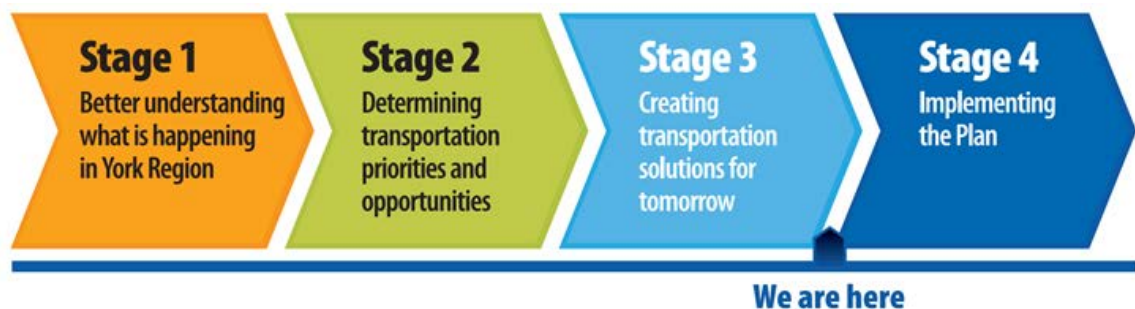 Stage 1
Better understanding
what is happening
in York Region
Stage 2
Determining
transportation
priorities and
opportunities
Stage 3
Creating
transportation
solutions for
tomorrow
Stage 4
Implementing
the Plan
We are here